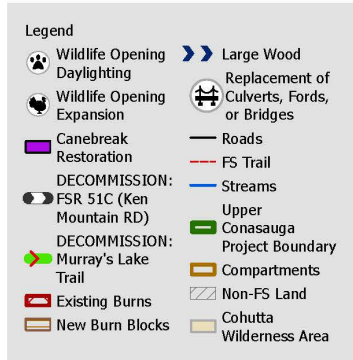 Legend
Wildlife Opening
Daylighting
Wildlife Opening
Expansion
Canebreak
Restoration
DECOMMISSION:
FSR 51C (Ken
Mountain RD)
DECOMMISSION:
Murray's Lake
Trail
Existing Burns
New Burn Blocks
Large Wood
Replacement of
Culverts, Fords,
or Bridges
Roads
FS Trail
Streams
Upper
Conasauga
Project Boundary
Compartments
Non-FS Land
Cohutta
Wilderness Area